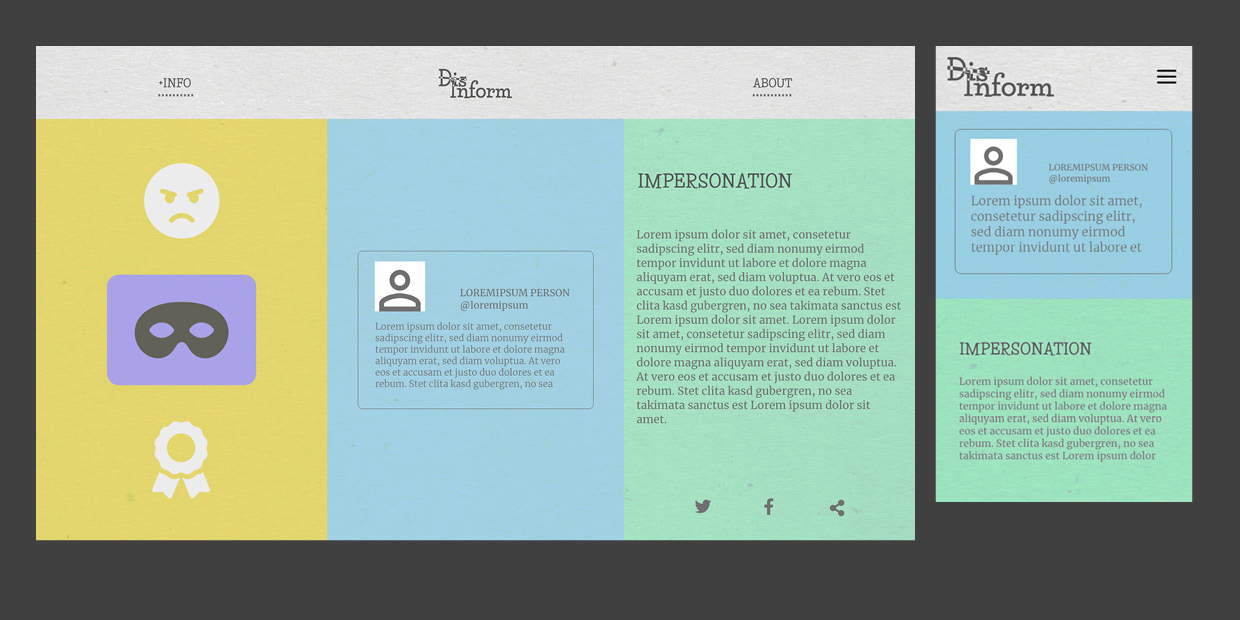 +INFO
Dis
Inform
ABOUT
LOREMIPSUM PERSON
@loremipsum
Lorem ipsum dolor sit amet, consetetur
sadipscing elitr, sed diam nonumy eirmod
tempor invidunt ut labore et dolore magna
aliquyam erat, sed diam voluptua. At vero
eos et accusam et justo duo dolores et ea
rebum. Stet clita kasd gubergren, no sea
IMPERSONATION
Lorem ipsum dolor sit amet, consetetur
sadipscing elitr, sed diam nonumy eirmod
tempor invidunt ut labore et dolore magna
aliquyam erat, sed diam voluptua. At vero eos et
accusam et justo duo dolores et ea rebum. Stet
clita kasd gubergren, no sea takimata sanctus est
Lorem ipsum dolor sit amet. Lorem ipsum dolor
sit amet, consetetur sadipscing elitr, sed diam
nonumy eirmod tempor invidunt ut labore et
dolore magna aliquyam erat, sed diam voluptua.
At vero eos et accusam et justo duo dolores et ea
rebum. Stet clita kasd gubergren, no sea
takimata sanctus est Lorem ipsum dolor sit
amet.
Dis
Inform
LOREMIPSUM PERSON
@loremipsum
Lorem ipsum dolor sit amet,
consetetur sadipscing elitr,
sed diam nonumy eirmod
tempor invidunt ut labore et
IMPERSONATION
Lorem ipsum dolor sit amet, consetetur
sadipscing elitr, sed diam nonumy eirmod
tempor invidunt ut labore et dolore magna
aliquyam erat, sed diam voluptua. At vero
eos et accusam et justo duo dolores et ea
rebum. Stet clita kasd gubergren, no sea
takimata sanctus est Lorem ipsum dolor